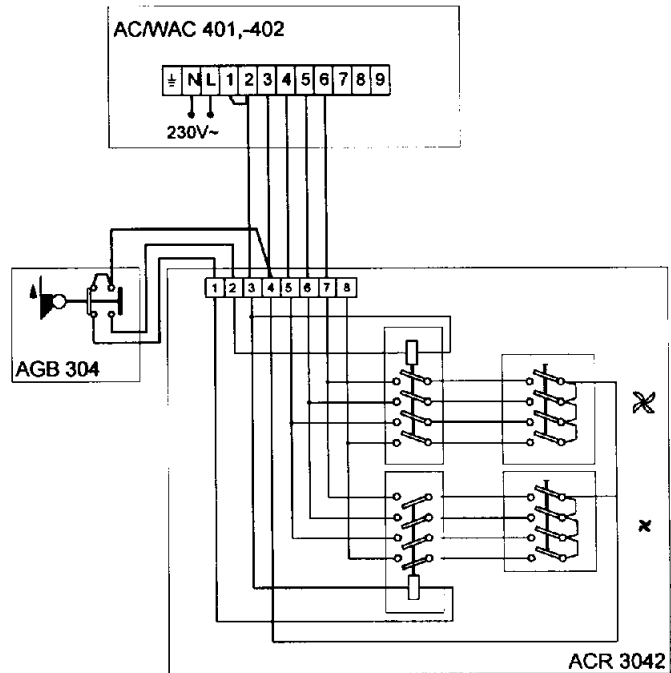 AC/WAC 401,-402
⏚ N L 1 2 3 4 5 6 7 8 9
230V~
1 2 3 4 5 6 7 8
AGB 304
ACR 3042